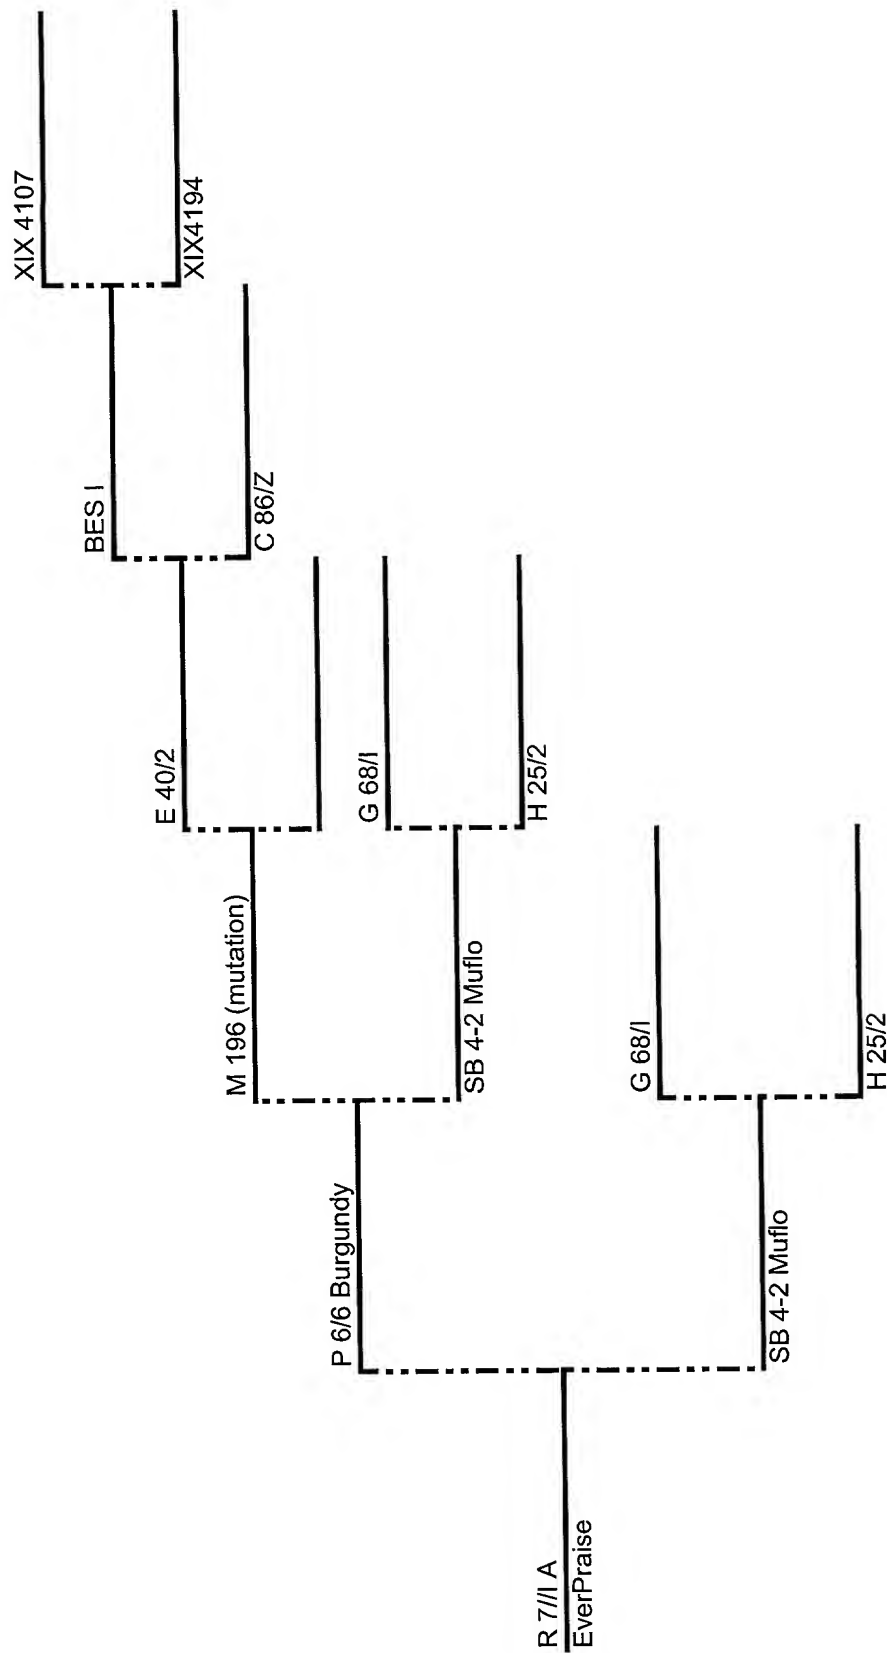 XIX 4107
XIX4194
BES I
C 86/Z
E 40/2
G 68/I
H 25/2
M 196 (mutation)
SB 4-2 Muflo
G 68/I
H 25/2
P 6/6 Burgundy
SB 4-2 Muflo
R 7//I A
EverPraise